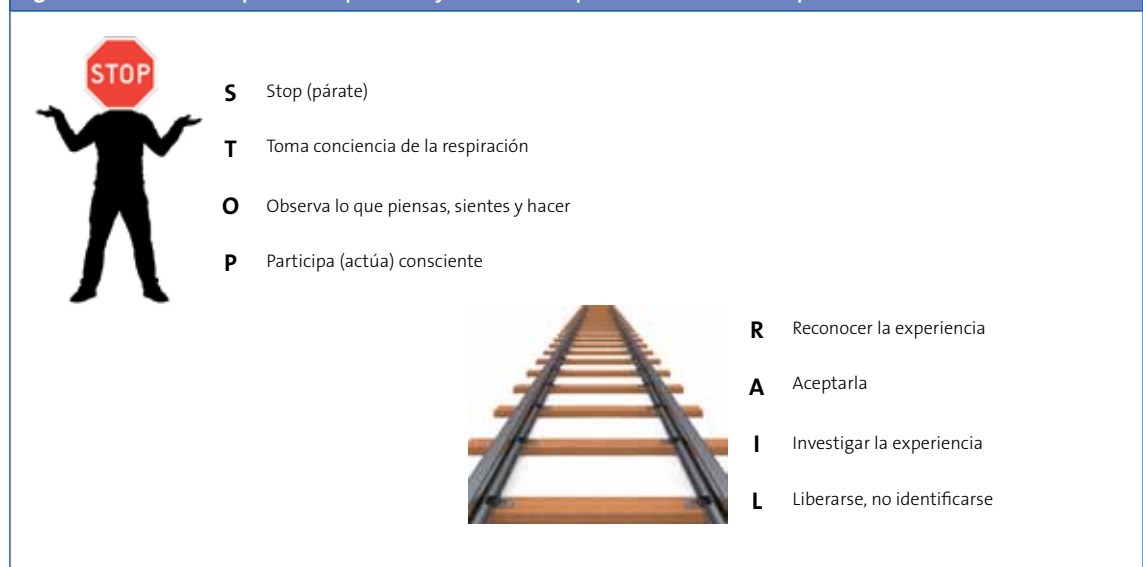 STOP
S Stop (párate)
T Toma conciencia de la respiración
O Observa lo que piensas, sientes y hacer
P Participa (actúa) consciente
R Reconocer la experiencia
A Aceptarla
I Investigar la experiencia
L Liberarse, no identificarse